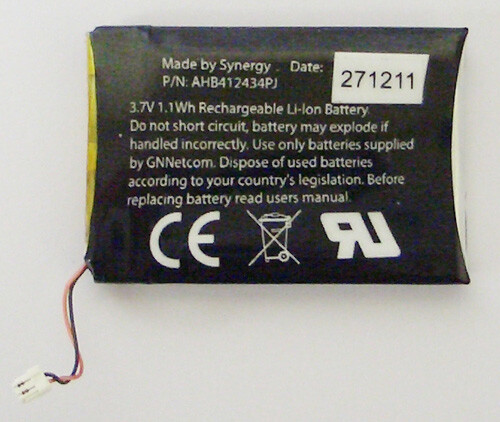 Made by Synergy . Date: 271211
P/N: AHB412434PJ
3.7V 1.1Wh Rechargeable Li-Ion Battery.
Do not short circuit, battery may explode if
handled incorrectly. Use only batteries supplied
by GNNetcom. Dispose of used batteries
according to your country's legislation. Before
replacing battery read users manual.
CE RU